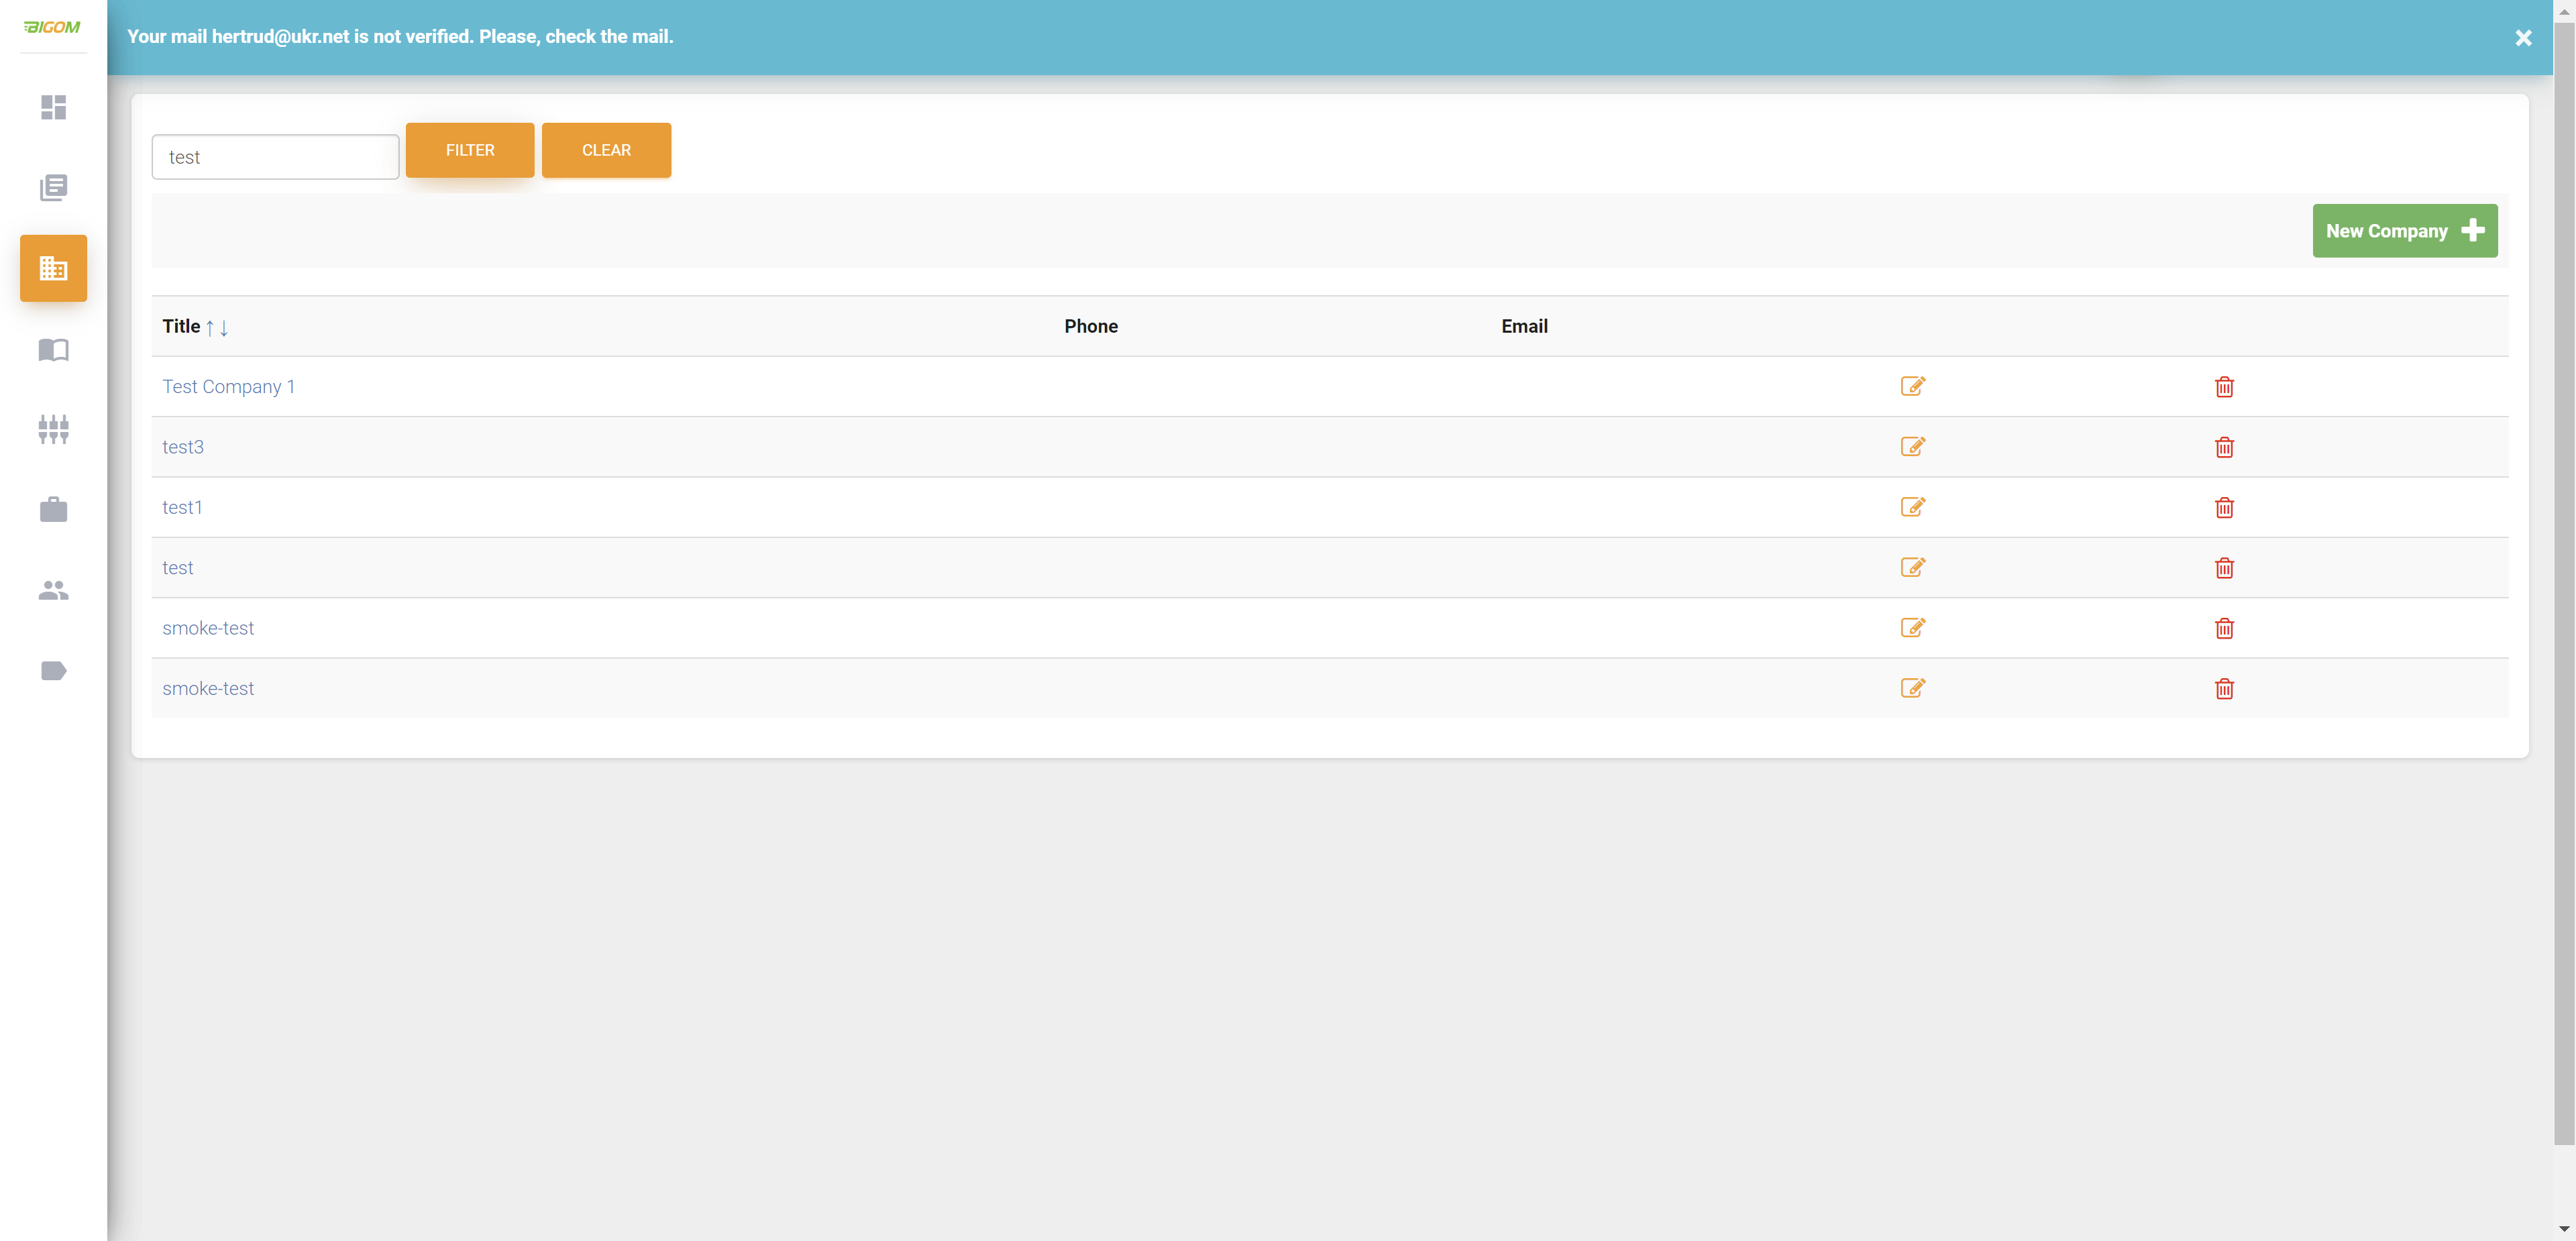 BIGOM
Your mail hertrud@ukr.net is not verified. Please, check the mail.
test
FILTER
CLEAR
New Company
Title ↑ ↓ Phone Email
Test Company 1
test3
test1
test
smoke-test
smoke-test